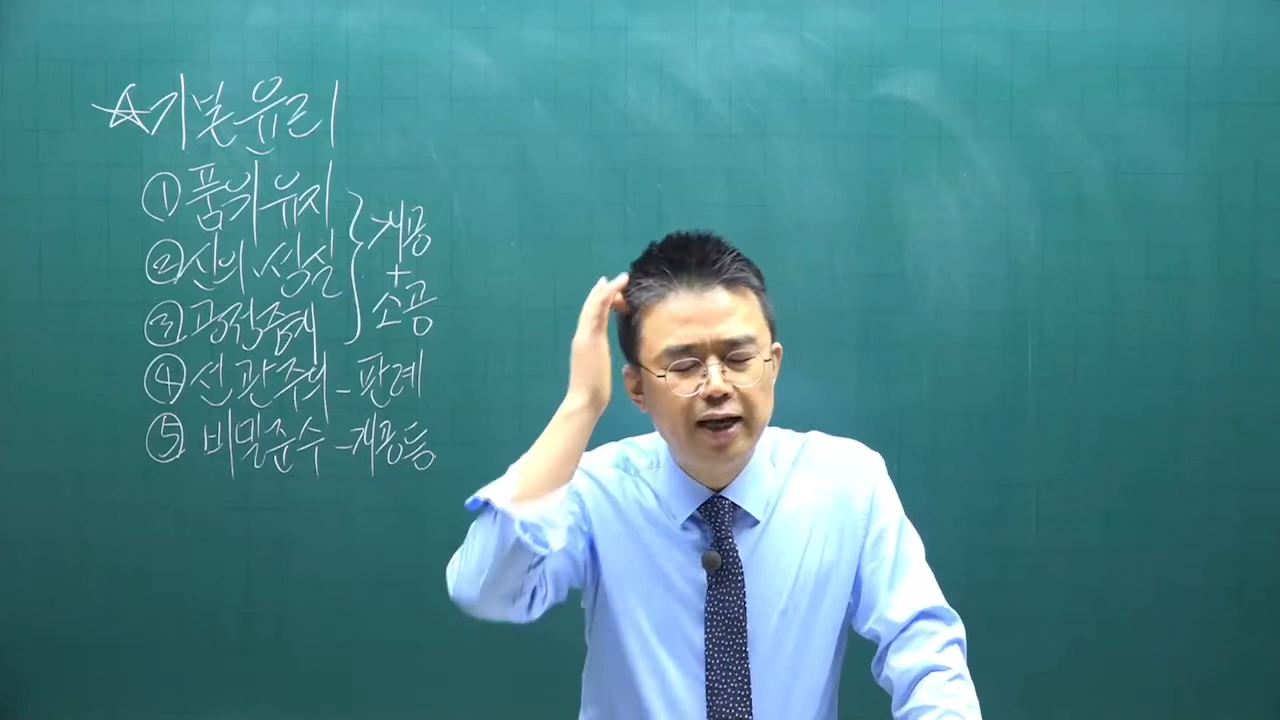 ☆기본윤리
① 품위유지
② 신의·성실
③ 공정중개
} 개공
+
소공
④ 선관주의 - 판례
⑤ 비밀준수 - 개공등